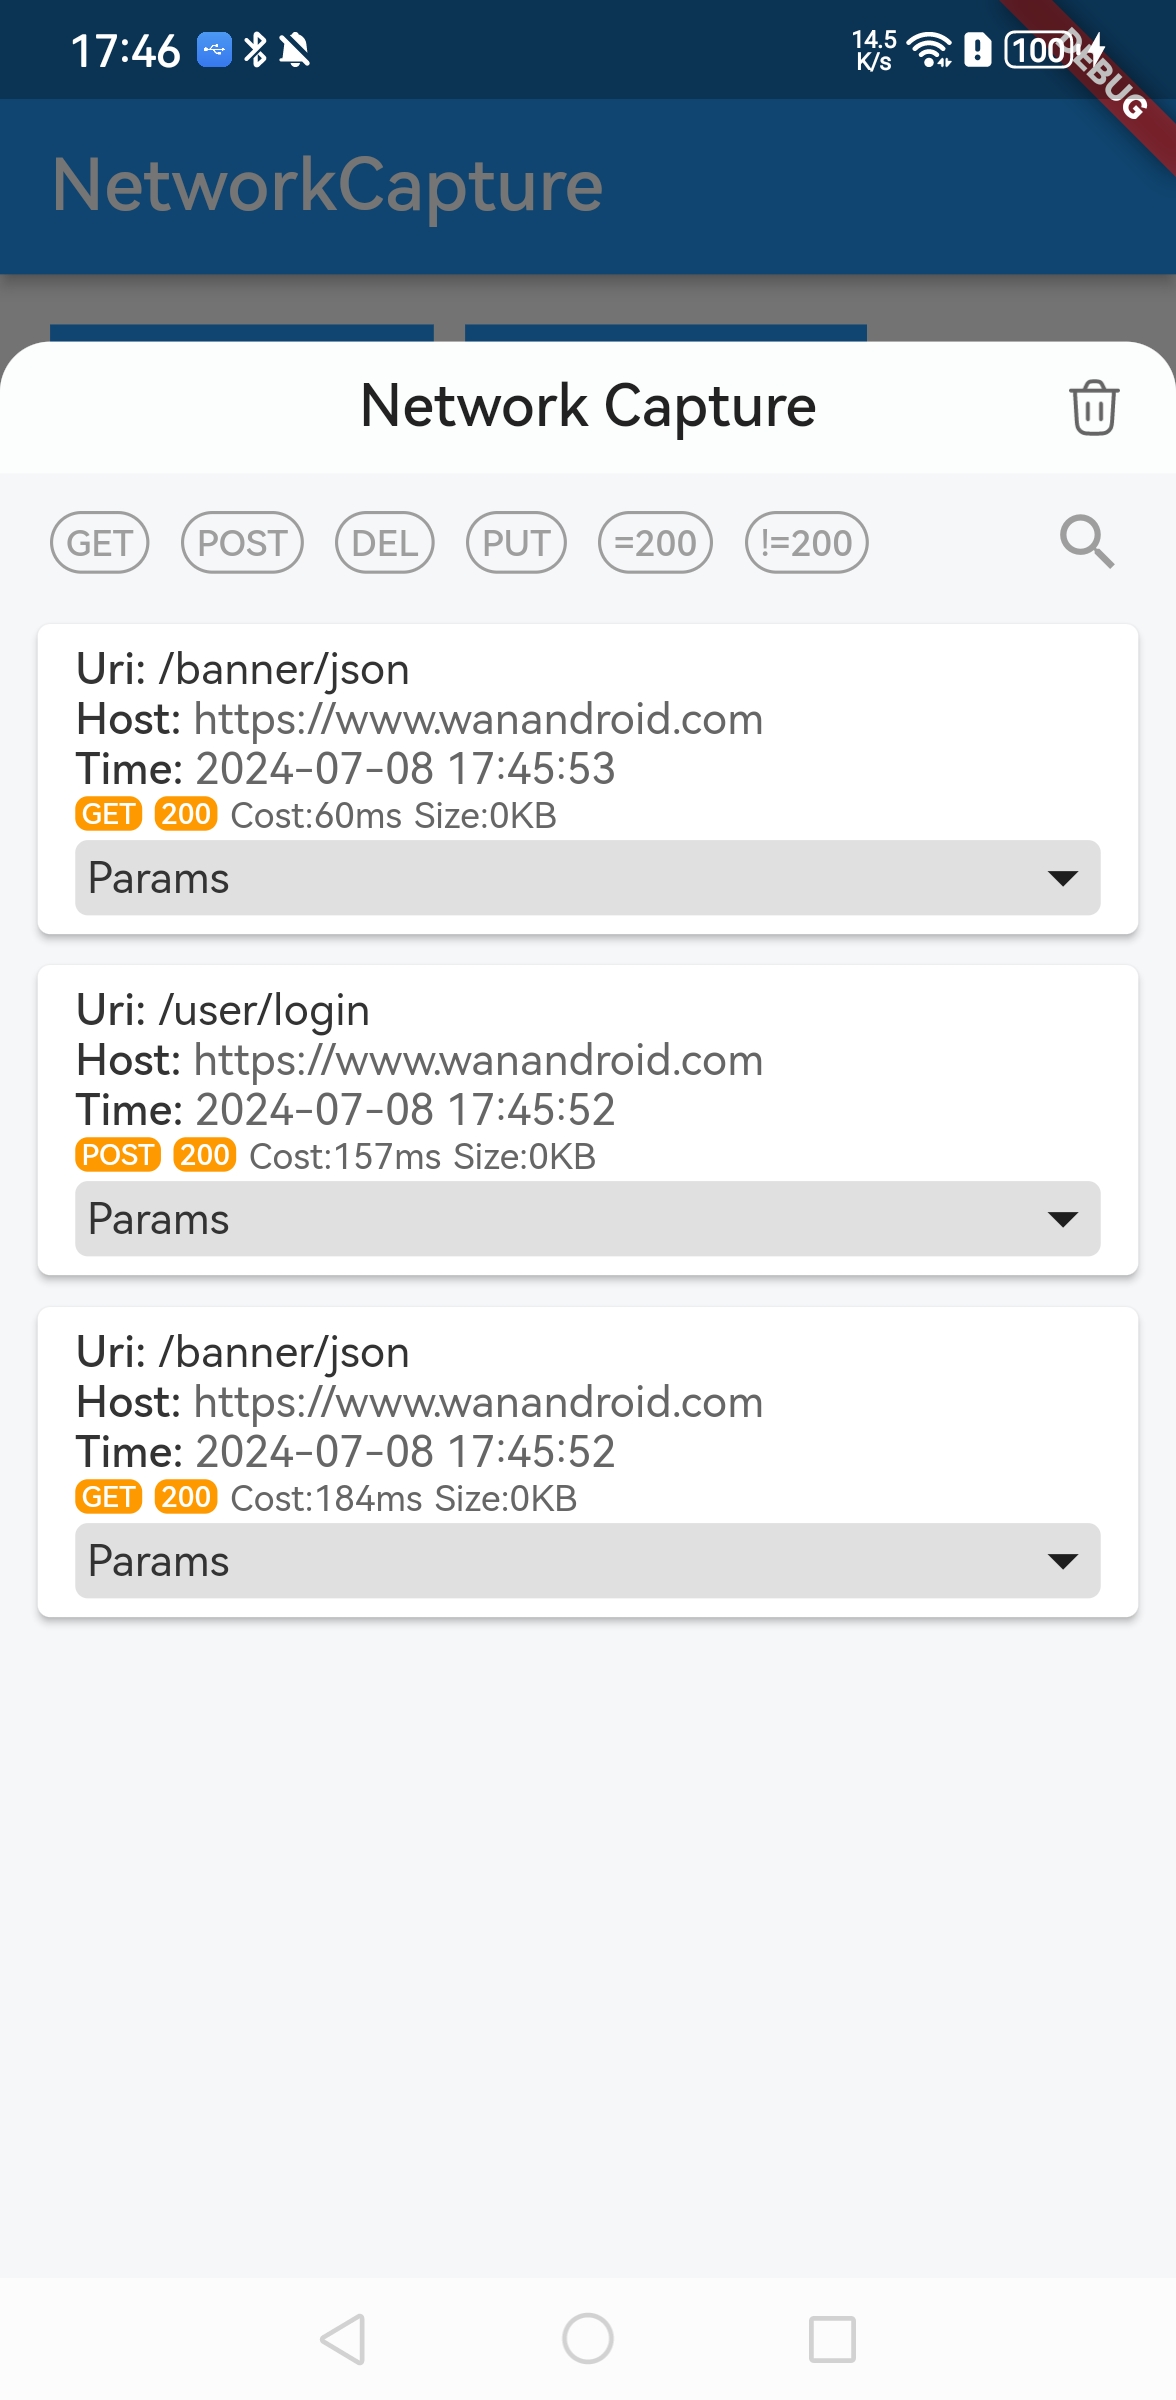 17:46
14.5
K/s
100
DEBUG
NetworkCapture
Network Capture
GET POST DEL PUT =200 !=200
Uri: /banner/json
Host: https://www.wanandroid.com
Time: 2024-07-08 17:45:53
GET 200 Cost:60ms Size:0KB
Params
Uri: /user/login
Host: https://www.wanandroid.com
Time: 2024-07-08 17:45:52
POST 200 Cost:157ms Size:0KB
Params
Uri: /banner/json
Host: https://www.wanandroid.com
Time: 2024-07-08 17:45:52
GET 200 Cost:184ms Size:0KB
Params